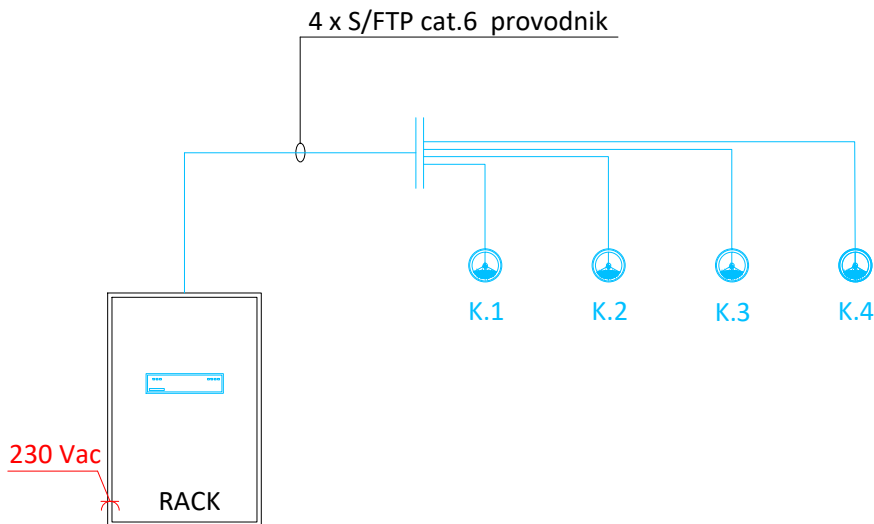 4 x S/FTP cat.6 provodnik
K.1
K.2
K.3
K.4
230 Vac
RACK